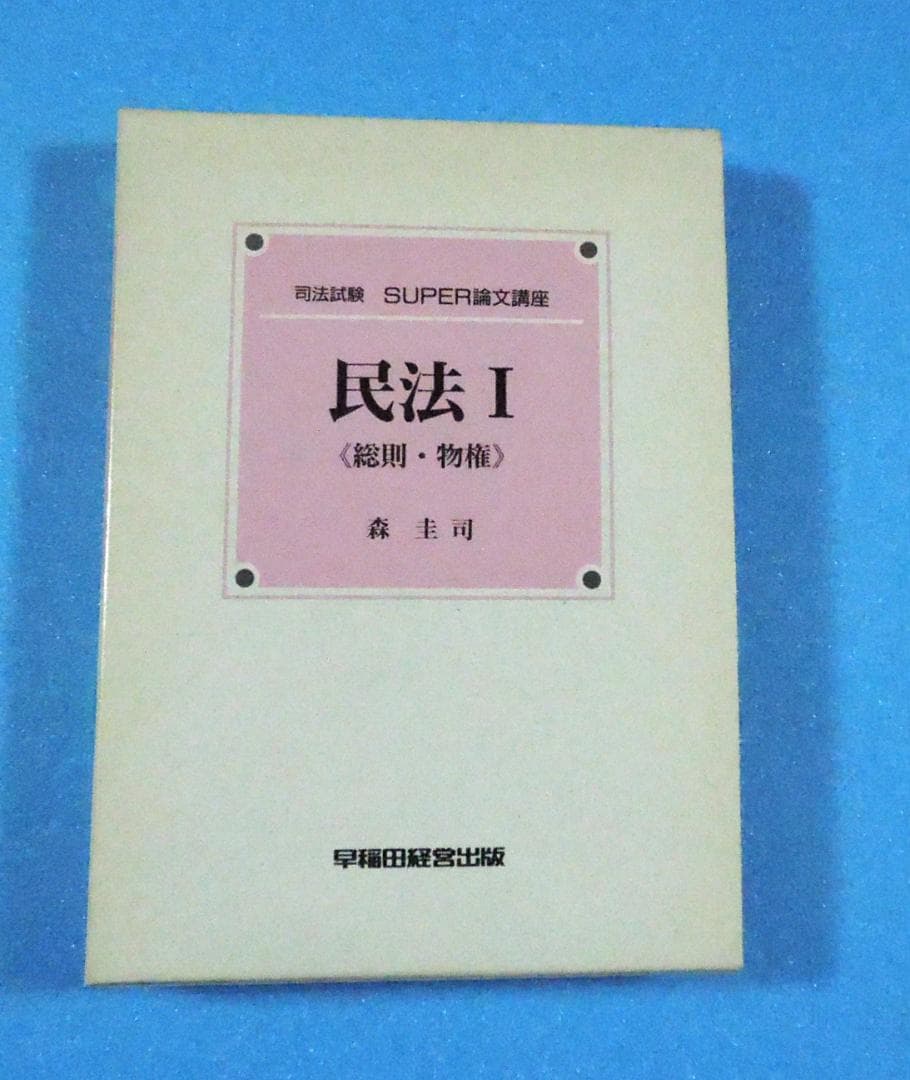 司法試験 SUPER論文講座
民法 I
《総則・物権》
森 圭 司
早稲田経営出版